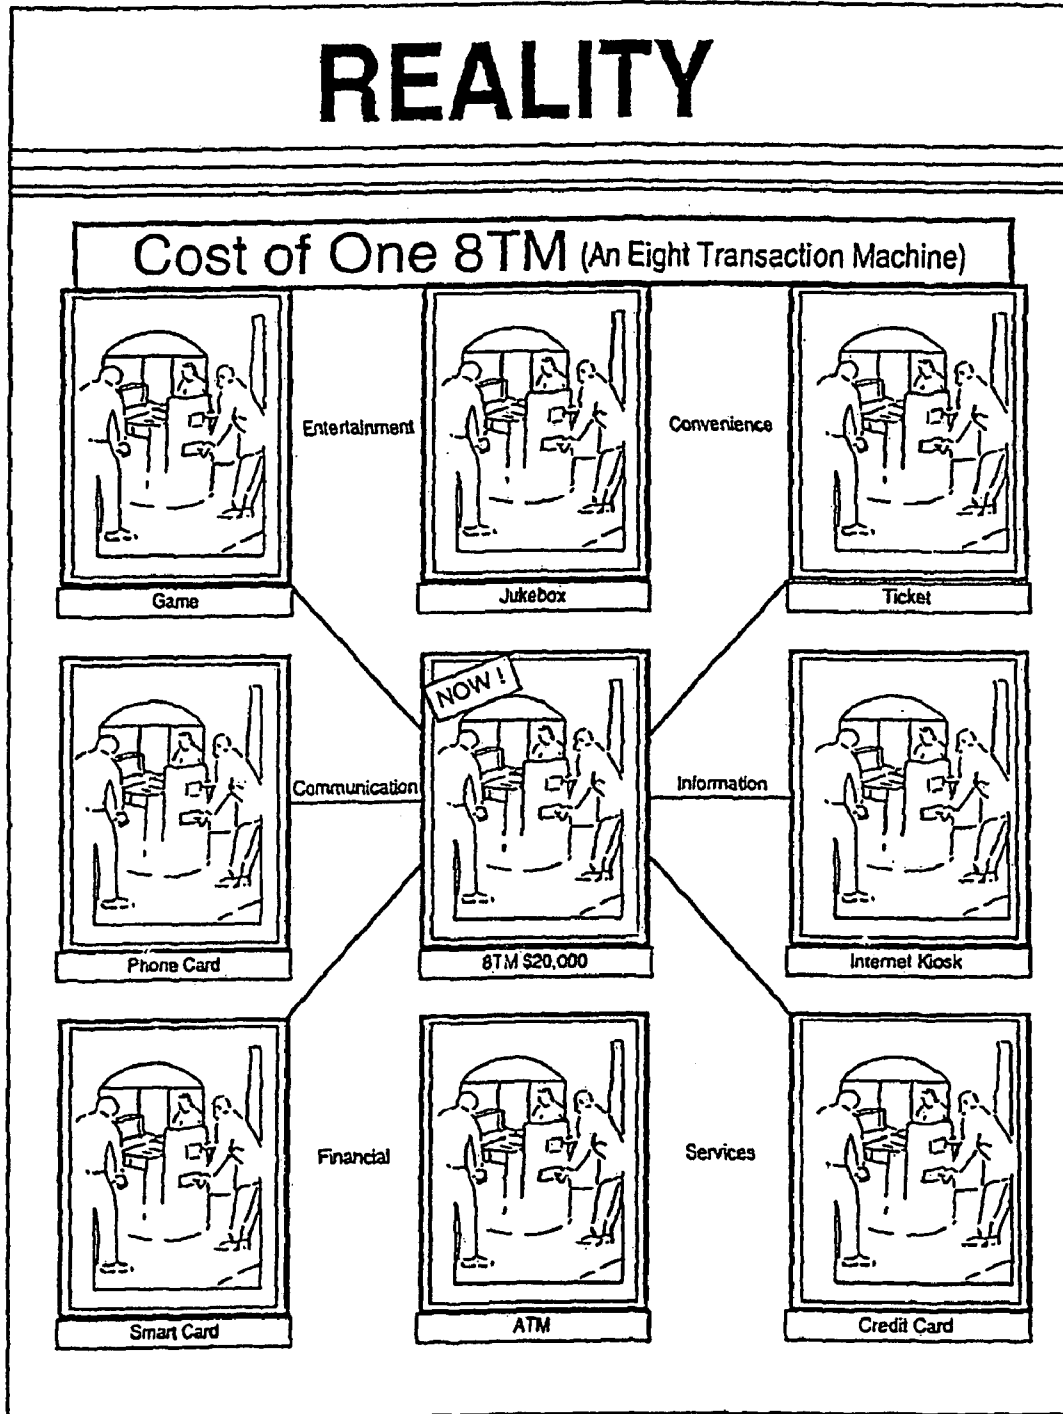 REALITY
Cost of One 8TM (An Eight Transaction Machine)
Entertainment
Convenience
Game
Jukebox
Ticket
NOW !
Communication
Information
Phone Card
8TM $20,000
Internet Kiosk
Financial
Services
Smart Card
ATM
Credit Card